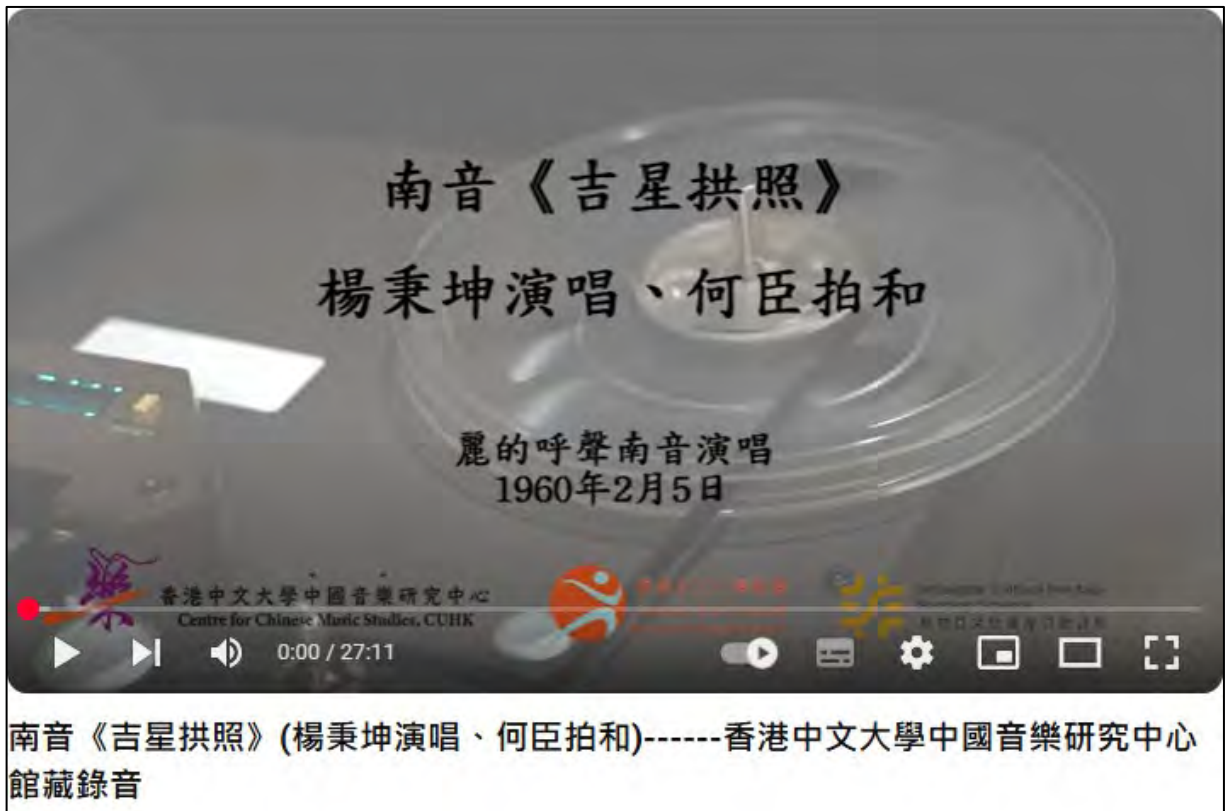 南音《吉星拱照》
楊秉坤演唱、何臣拍和
麗的呼聲南音演唱
1960年2月5日
樂
香港中文大學中國音樂研究中心
Centre for Chinese Music Studies, CUHK
0:00 / 27:11
南音《吉星拱照》(楊秉坤演唱、何臣拍和)------香港中文大學中國音樂研究中心
館藏錄音